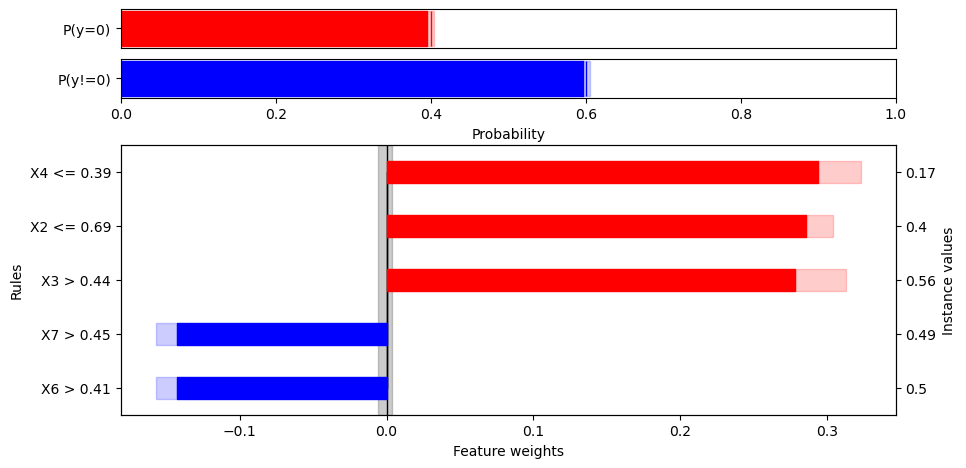 P(y=0)
P(y!=0)
0.0 0.2 0.4 0.6 0.8 1.0
Probability
X4 <= 0.39 0.17
X2 <= 0.69 0.4
X3 > 0.44 0.56
X7 > 0.45 0.49
X6 > 0.41 0.5
Rules
Instance values
−0.1 0.0 0.1 0.2 0.3
Feature weights